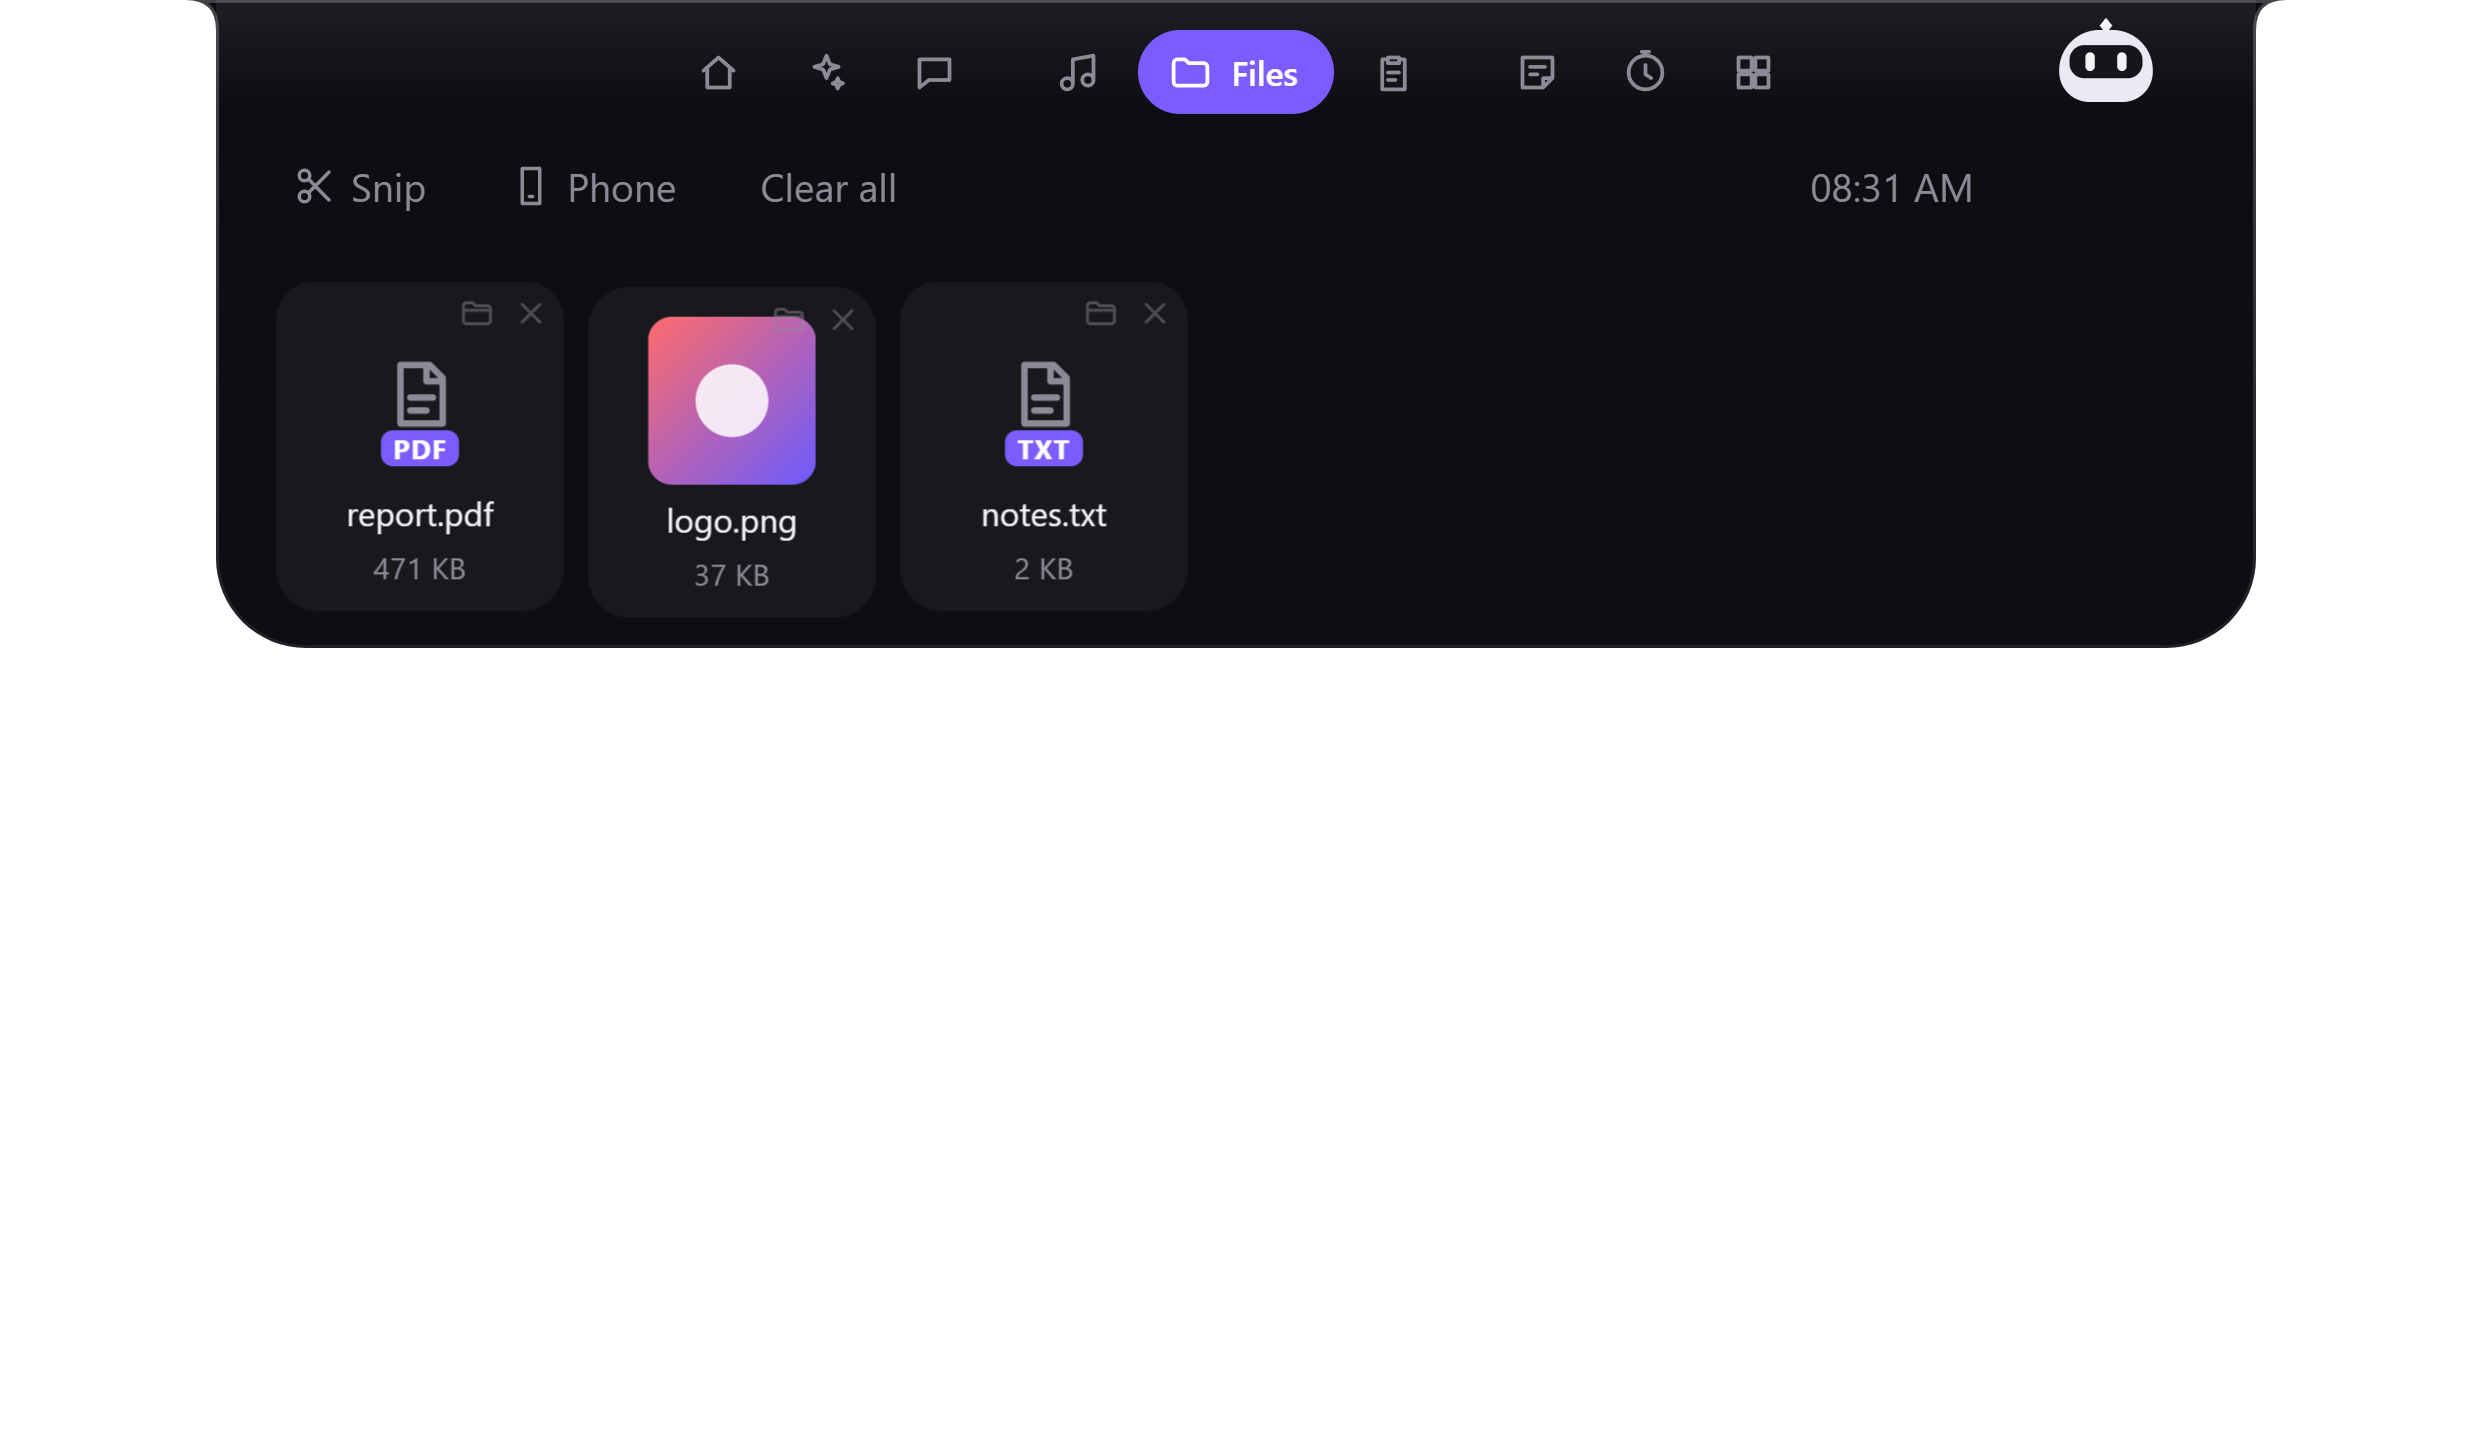 Files
Snip Phone Clear all 08:31 AM
PDF TXT
report.pdf logo.png notes.txt
471 KB 37 KB 2 KB